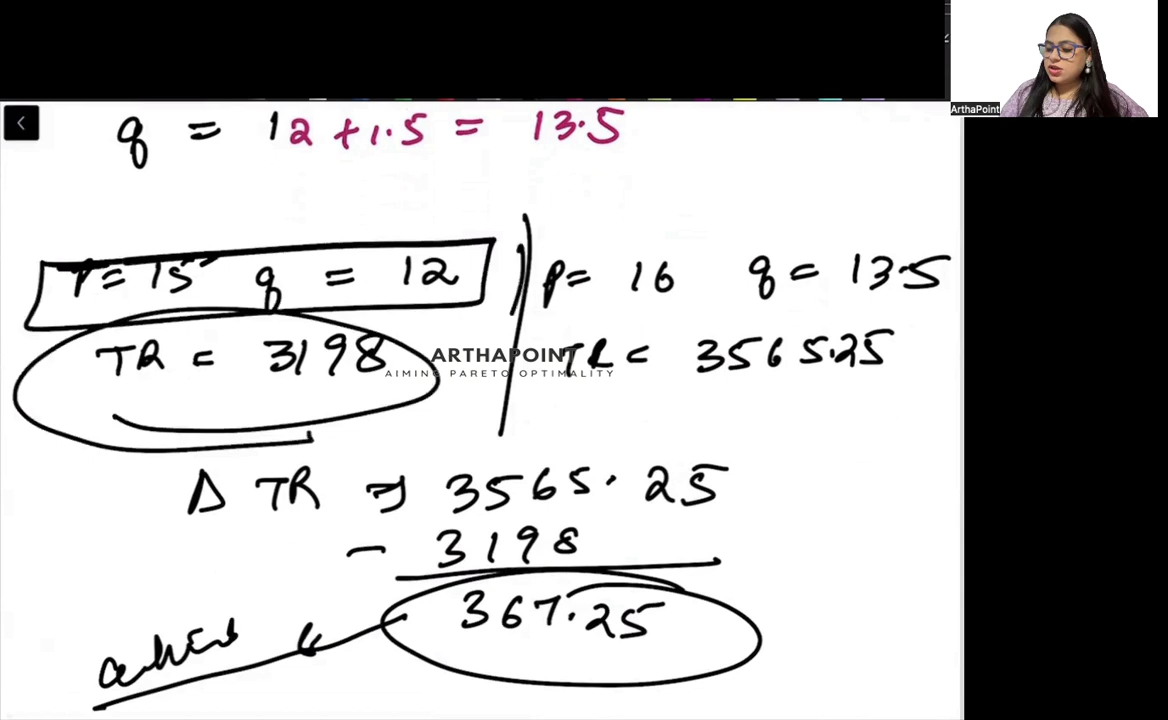 ArthaPoint
q = 12 + 1.5 = 13.5
P = 15 q = 12
p = 16 q = 13.5
TR = 3198
TR = 3565.25
ARTHAPOINT
AIMING PARETO OPTIMALITY
Δ TR ⇒ 3565.25
- 3198
367.25